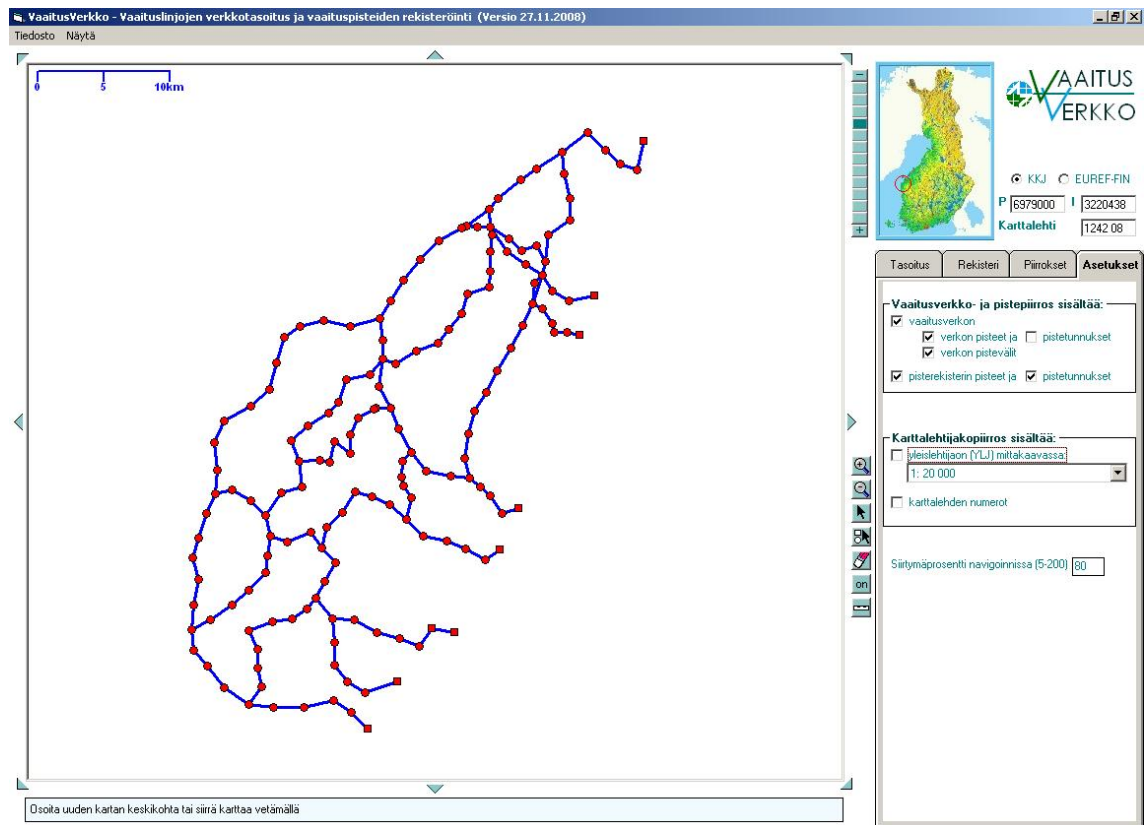 VaaitusVerkko - Vaaituslinjojen verkkotasoitus ja vaaituspisteiden rekisteröinti (Versio 27.11.2008)
Tiedosto Näytä
0 5 10km
VAAITUS
VERKKO
KKJ EUREF-FIN
P 6979000 I 3220438
Karttalehti 1242 08
Tasoitus Rekisteri Piirrokset Asetukset
Vaaitusverkko- ja pistepiirros sisältää:
vaaitusverkon
verkon pisteet ja pistetunnukset
verkon pistevälit
pisterekisterin pisteet ja pistetunnukset
Karttalehtijakopiirros sisältää:
yleislehtijaon (YLJ) mittakaavassa:
1: 20 000
karttalehden numerot
Siirtymäprosentti navigoinnissa (5-200) 80
on
Osoita uuden kartan keskikohta tai siirrä karttaa vetämällä